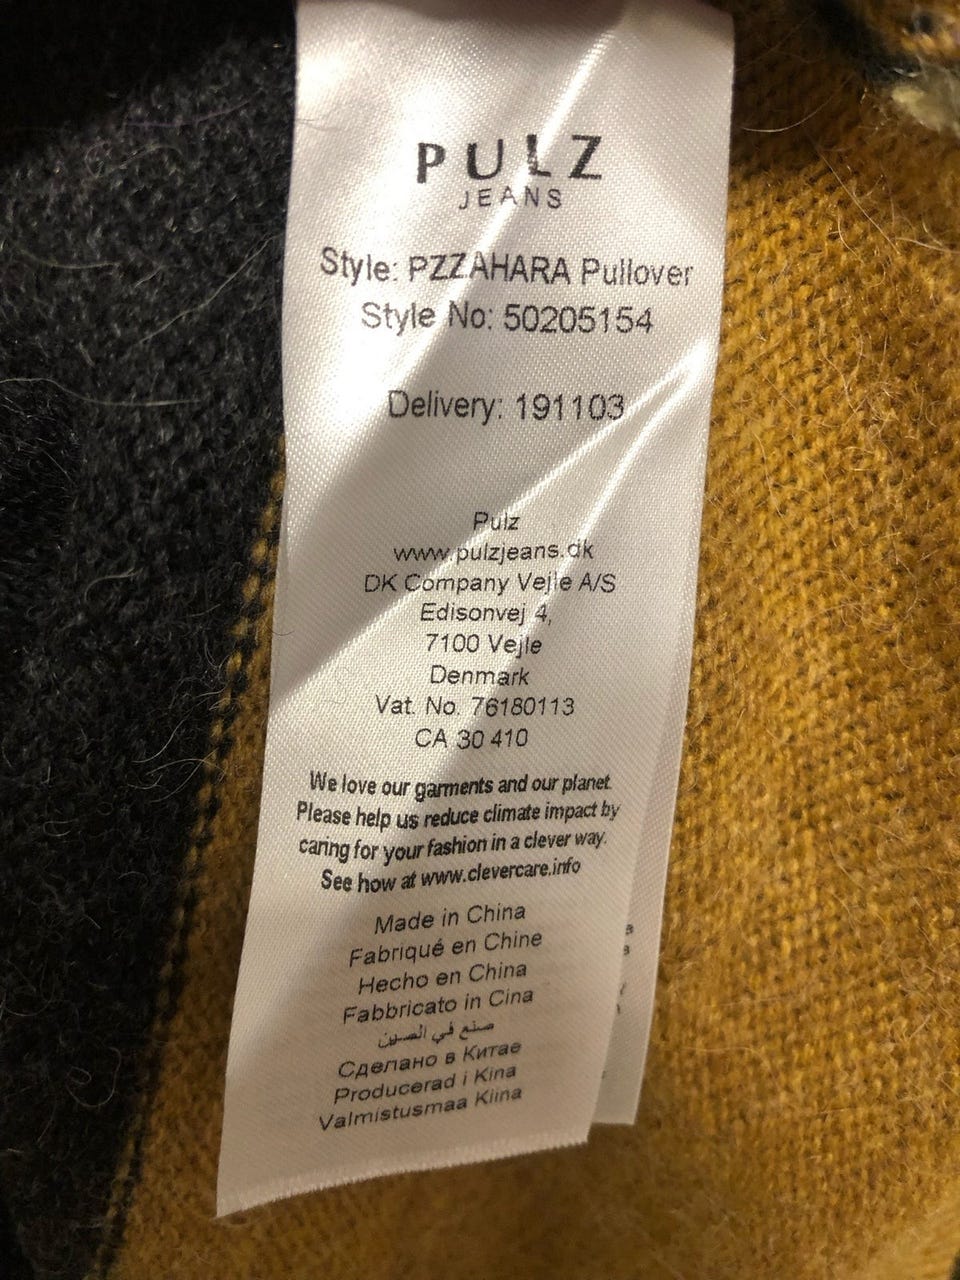 PULZ
JEANS
Style: PZZAHARA Pullover
Style No: 50205154
Delivery: 191103
Pulz
www.pulzjeans.dk
DK Company Vejle A/S
Edisonvej 4,
7100 Vejle
Denmark
Vat. No. 76180113
CA 30 410
We love our garments and our planet.
Please help us reduce climate impact by
caring for your fashion in a clever way.
See how at www.clevercare.info
Made in China
Fabriqué en Chine
Hecho en China
Fabbricato in Cina
صنع في الصين
Сделано в Китае
Producerad i Kina
Valmistusmaa Kiina